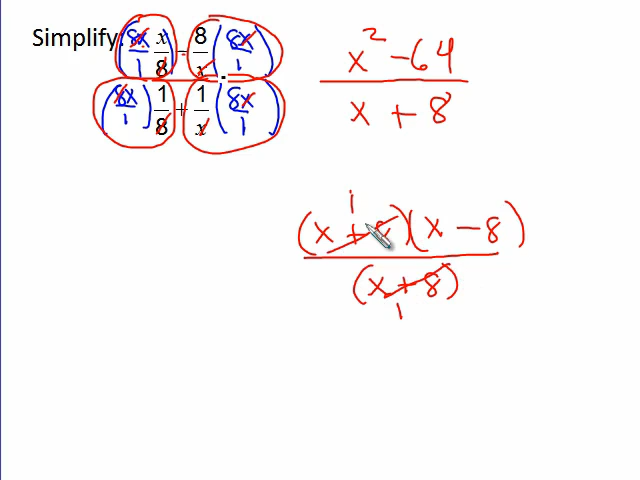 Simplify:
(8x/1) x/8 − 8/x (8x/1)
(8x/1) 1/8 + 1/x (8x/1) .
x² − 64
x + 8
1
(x + 8)(x − 8)
(x + 8)
1